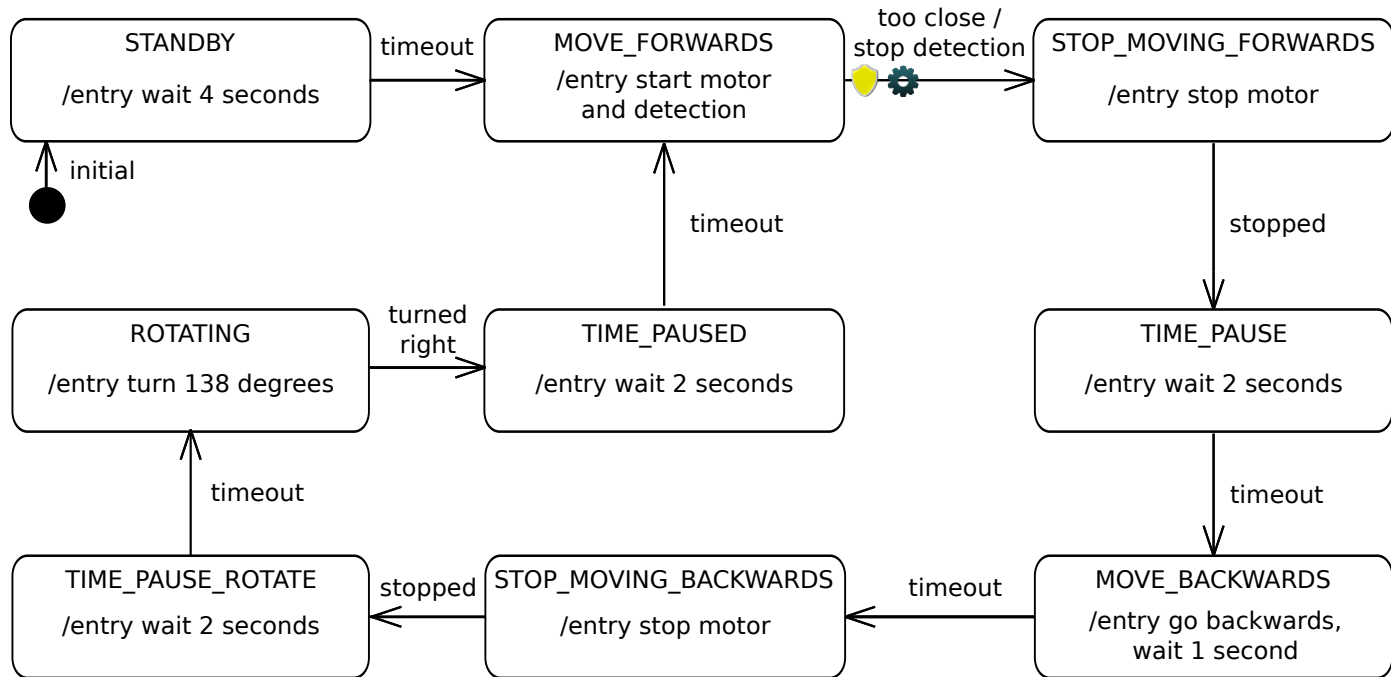 STANDBY
/entry wait 4 seconds
timeout
MOVE_FORWARDS
/entry start motor
and detection
too close /
stop detection
STOP_MOVING_FORWARDS
/entry stop motor
initial
timeout
stopped
ROTATING
/entry turn 138 degrees
turned
right
TIME_PAUSED
/entry wait 2 seconds
TIME_PAUSE
/entry wait 2 seconds
timeout
timeout
TIME_PAUSE_ROTATE
/entry wait 2 seconds
stopped
STOP_MOVING_BACKWARDS
/entry stop motor
timeout
MOVE_BACKWARDS
/entry go backwards,
wait 1 second